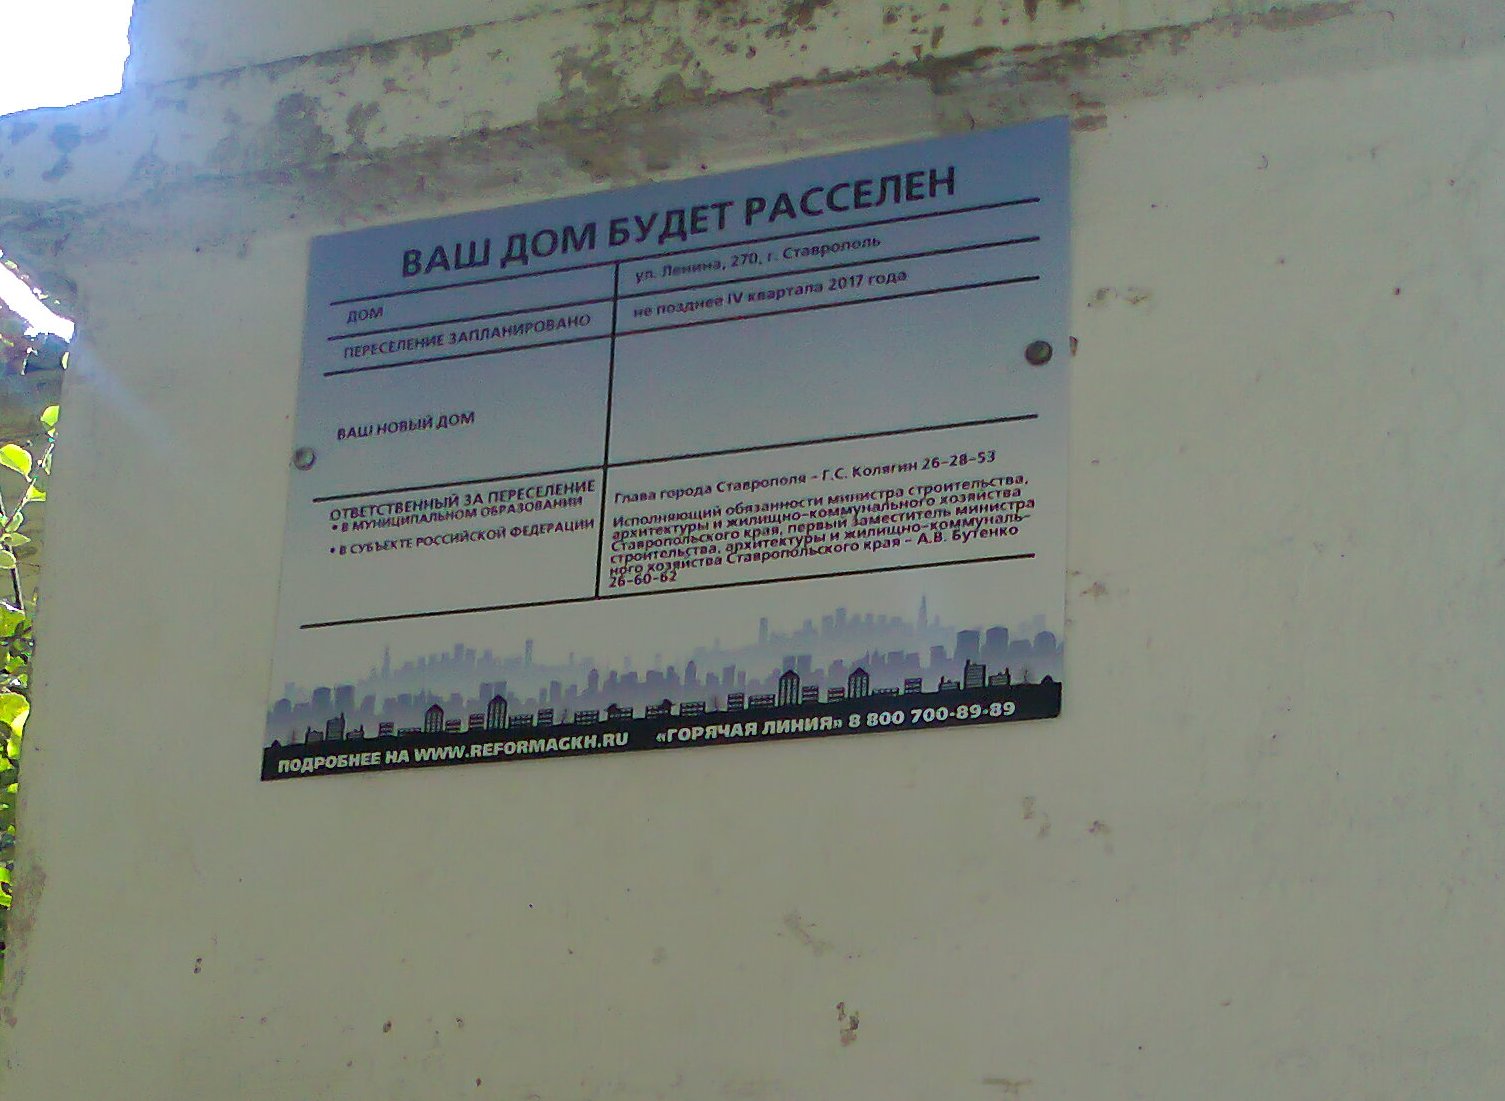 ВАШ ДОМ БУДЕТ РАССЕЛЕН
ДОМ
ул. Ленина, 270, г. Ставрополь
ПЕРЕСЕЛЕНИЕ ЗАПЛАНИРОВАНО
не позднее IV квартала 2017 года
ВАШ НОВЫЙ ДОМ
ОТВЕТСТВЕННЫЙ ЗА ПЕРЕСЕЛЕНИЕ
• В МУНИЦИПАЛЬНОМ ОБРАЗОВАНИИ
• В СУБЪЕКТЕ РОССИЙСКОЙ ФЕДЕРАЦИИ
Глава города Ставрополя – Г.С. Колягин 26-28-53
Исполняющий обязанности министра строительства,
архитектуры и жилищно-коммунального хозяйства
Ставропольского края, первый заместитель министра
строительства, архитектуры и жилищно-коммуналь-
ного хозяйства Ставропольского края – А.В. Бутенко
26-60-62
ПОДРОБНЕЕ НА WWW.REFORMAGKH.RU «ГОРЯЧАЯ ЛИНИЯ» 8 800 700-89-89